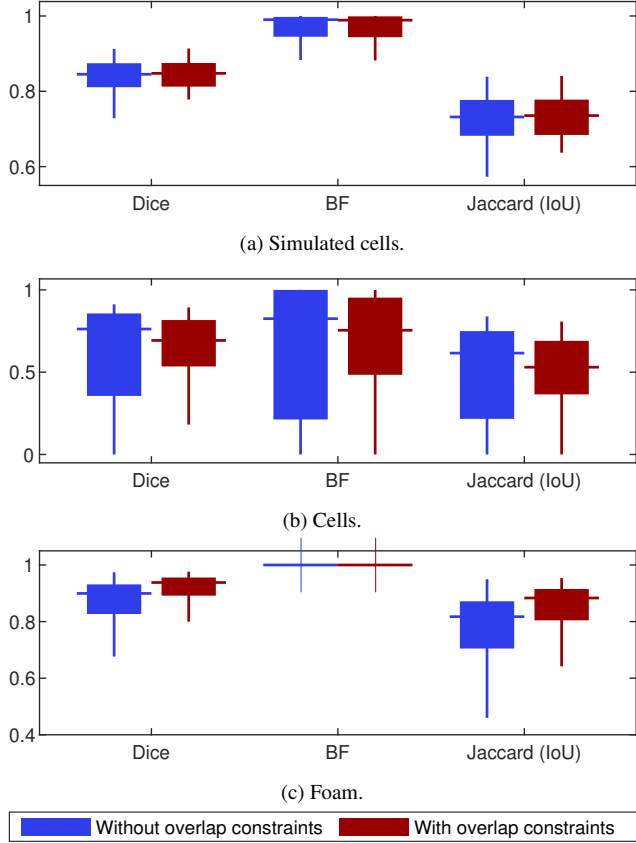 1
0.8
0.6
Dice BF Jaccard (IoU)
(a) Simulated cells.
1
0.5
0
Dice BF Jaccard (IoU)
(b) Cells.
1
0.8
0.6
0.4
Dice BF Jaccard (IoU)
(c) Foam.
Without overlap constraints With overlap constraints